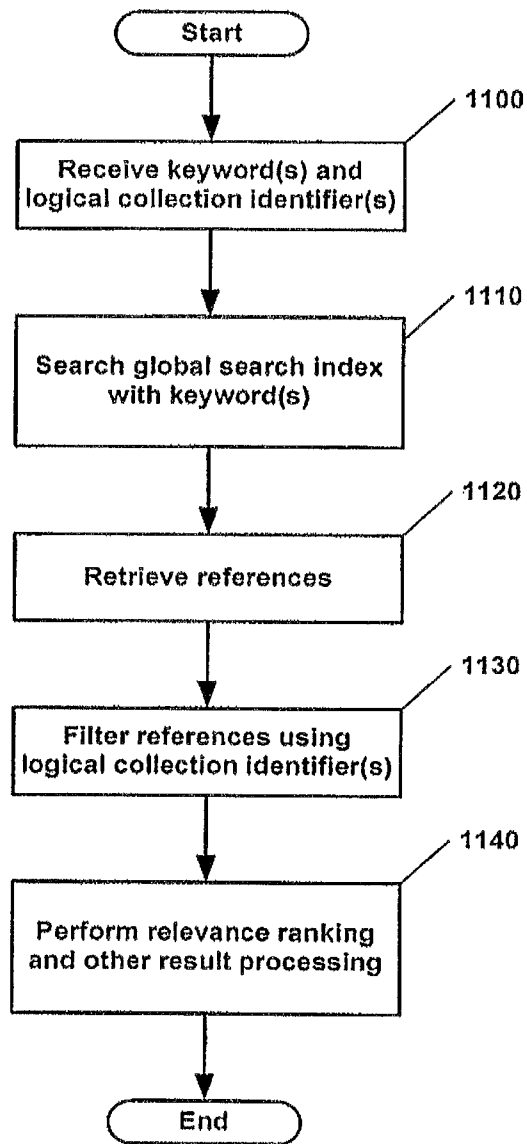 Start
1100
Receive keyword(s) and
logical collection identifier(s)
1110
Search global search index
with keyword(s)
1120
Retrieve references
1130
Filter references using
logical collection identifier(s)
1140
Perform relevance ranking
and other result processing
End